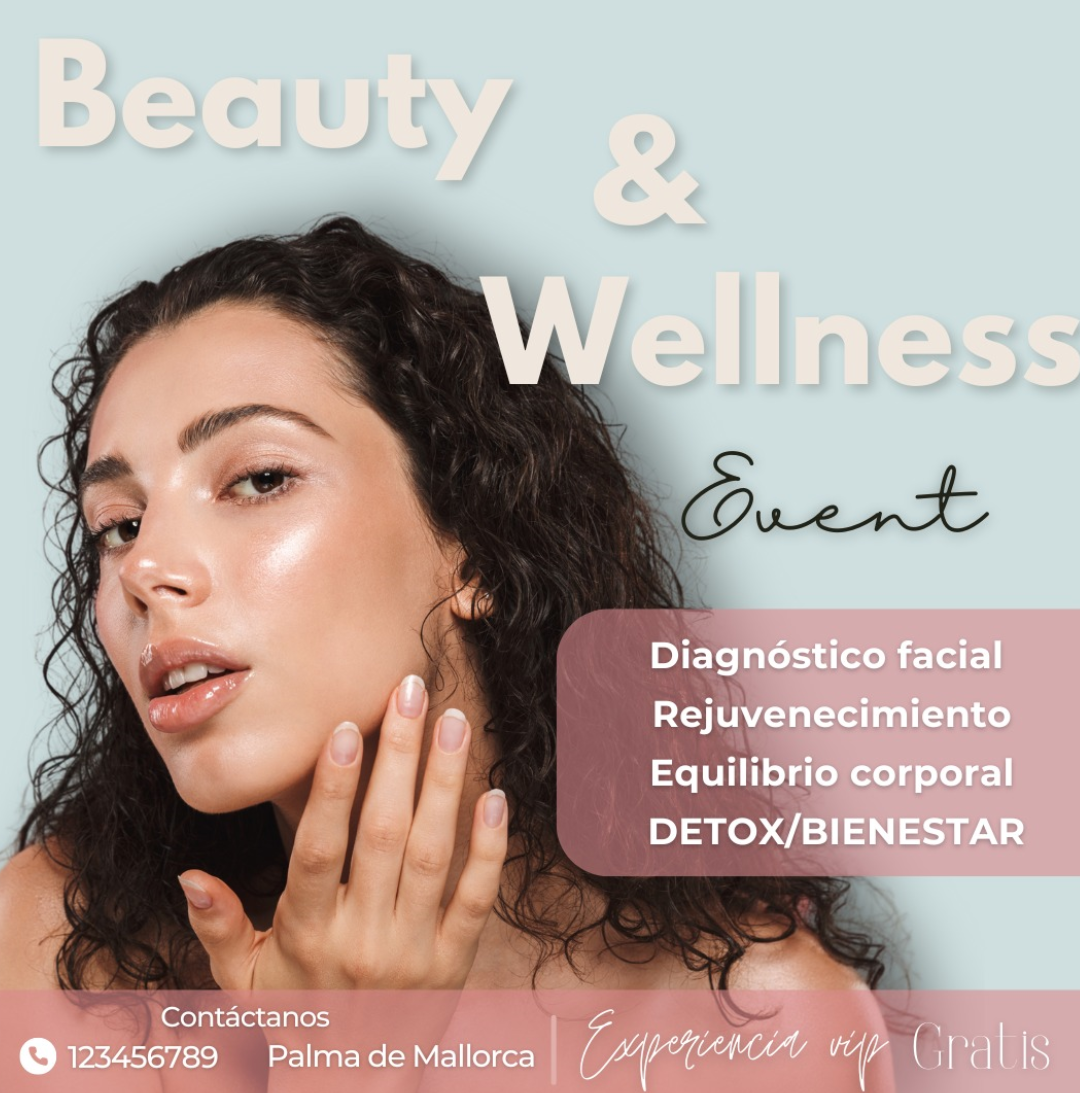 Beauty
&
Wellness
Event
Diagnóstico facial
Rejuvenecimiento
Equilibrio corporal
DETOX/BIENESTAR
Contáctanos
123456789 Palma de Mallorca
Experiencia vip Gratis